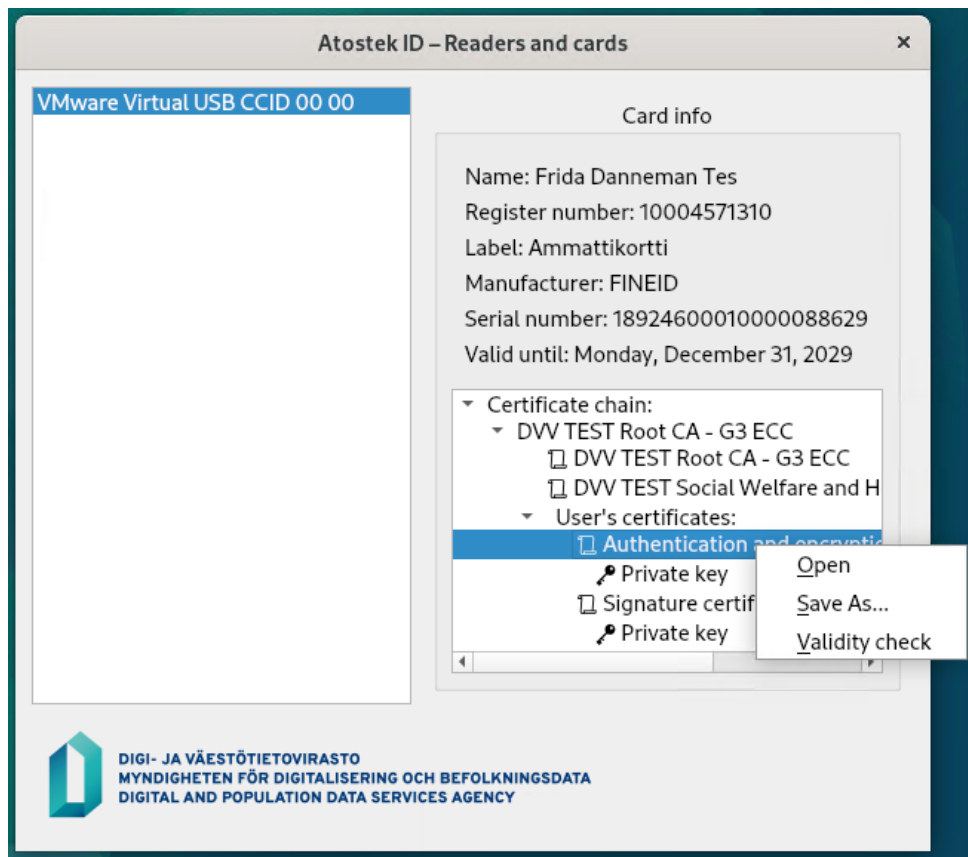 Atostek ID – Readers and cards
VMware Virtual USB CCID 00 00
Card info
Name: Frida Danneman Tes
Register number: 10004571310
Label: Ammattikortti
Manufacturer: FINEID
Serial number: 18924600010000088629
Valid until: Monday, December 31, 2029
Certificate chain:
DVV TEST Root CA - G3 ECC
DVV TEST Root CA - G3 ECC
DVV TEST Social Welfare and H
User's certificates:
Authentication and encryptic
Private key
Signature certif
Private key
Open
Save As...
Validity check
DIGI- JA VÄESTÖTIETOVIRASTO
MYNDIGHETEN FÖR DIGITALISERING OCH BEFOLKNINGSDATA
DIGITAL AND POPULATION DATA SERVICES AGENCY